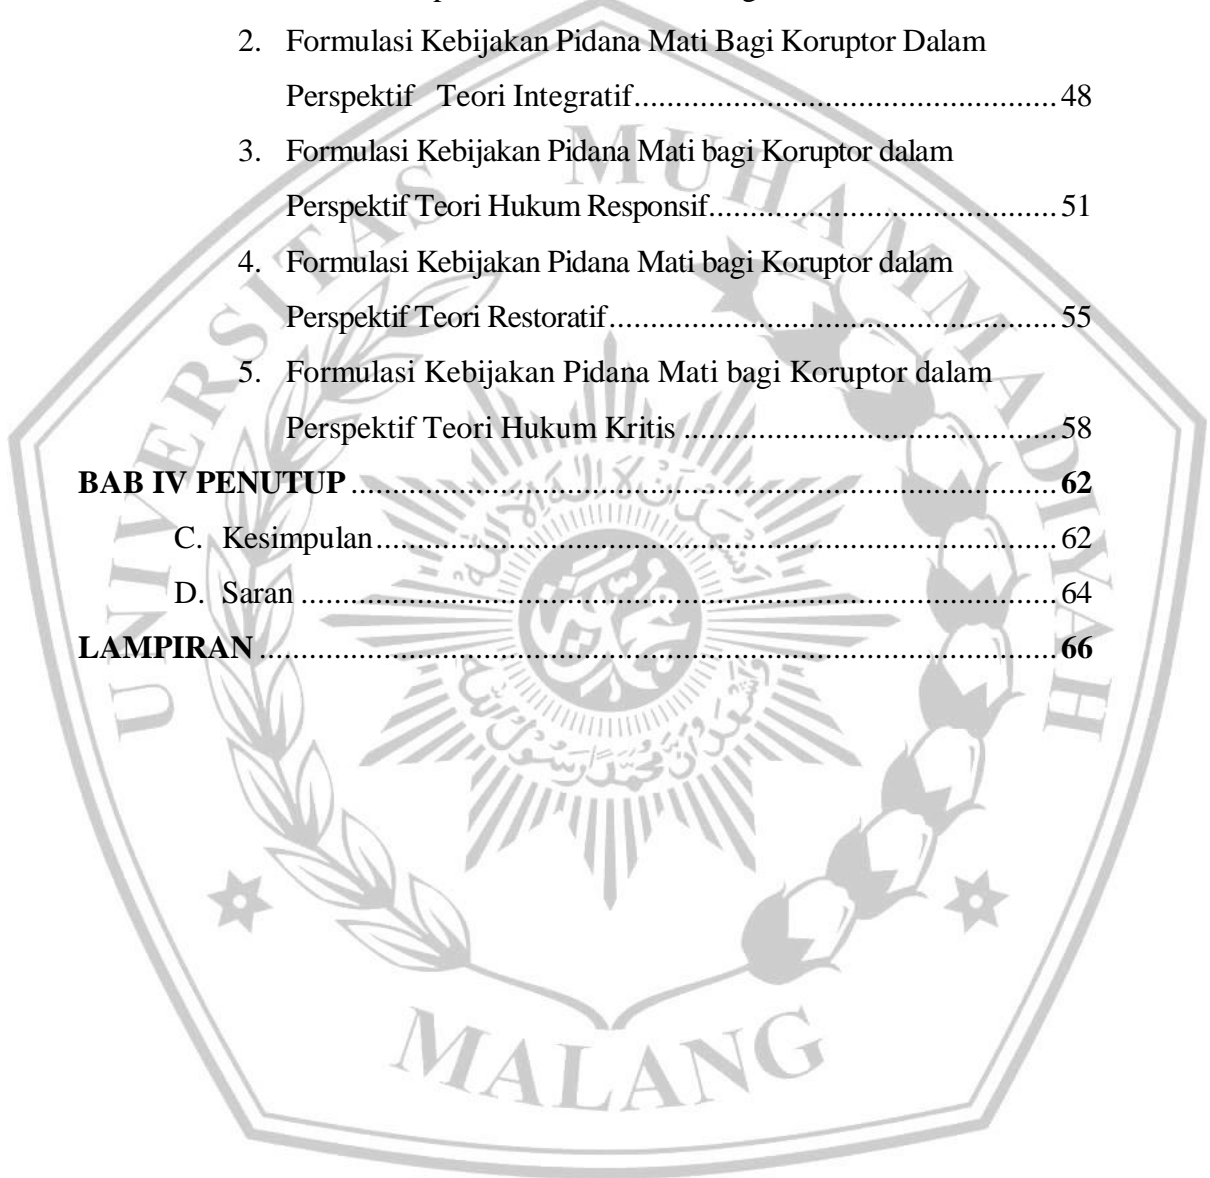 2. Formulasi Kebijakan Pidana Mati Bagi Koruptor Dalam
Perspektif Teori Integratif.................................................... 48
3. Formulasi Kebijakan Pidana Mati bagi Koruptor dalam
Perspektif Teori Hukum Responsif.......................................... 51
4. Formulasi Kebijakan Pidana Mati bagi Koruptor dalam
Perspektif Teori Restoratif...................................................... 55
5. Formulasi Kebijakan Pidana Mati bagi Koruptor dalam
Perspektif Teori Hukum Kritis .............................................. 58
BAB IV PENUTUP ...................................................................................... 62
C. Kesimpulan................................................................................... 62
D. Saran ............................................................................................ 64
LAMPIRAN ................................................................................................. 66
UNIVERSITAS MUHAMMADIYAH
MALANG